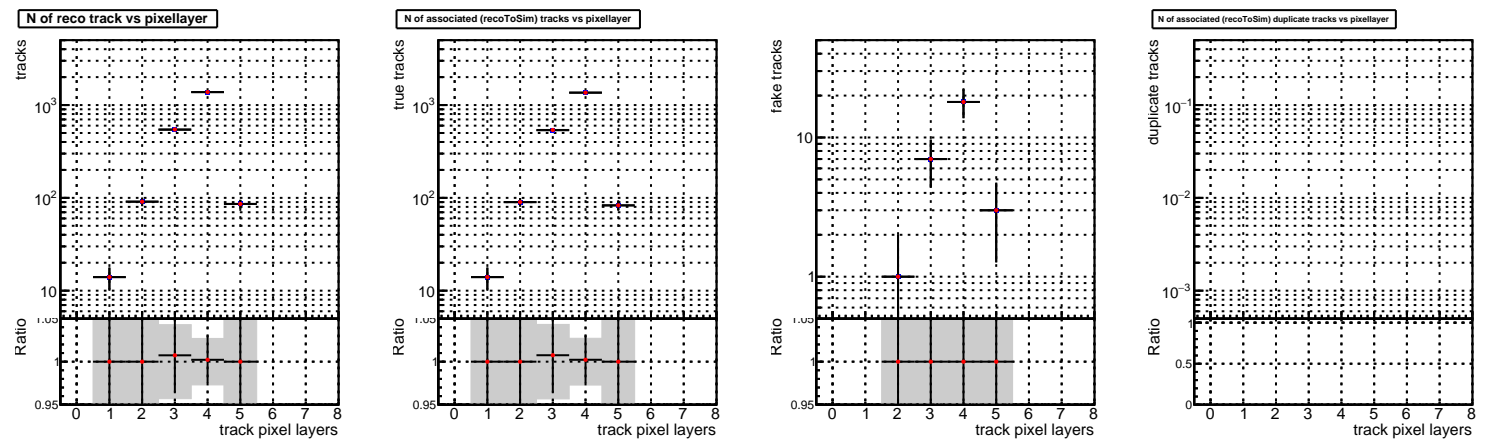 N of reco track vs pixellayer
tracks
10³
10²
10
Ratio
1.05
1
0.95
0 1 2 3 4 5 6 7 8
track pixel layers
N of associated (recoToSim) tracks vs pixellayer
true tracks
10³
10²
10
Ratio
1.05
1
0.95
0 1 2 3 4 5 6 7 8
track pixel layers
fake tracks
10
1
Ratio
1.05
1
0.95
0 1 2 3 4 5 6 7 8
track pixel layers
N of associated (recoToSim) duplicate tracks vs pixellayer
duplicate tracks
10⁻¹
10⁻²
10⁻³
Ratio
1
0.5
0
0 1 2 3 4 5 6 7 8
track pixel layers